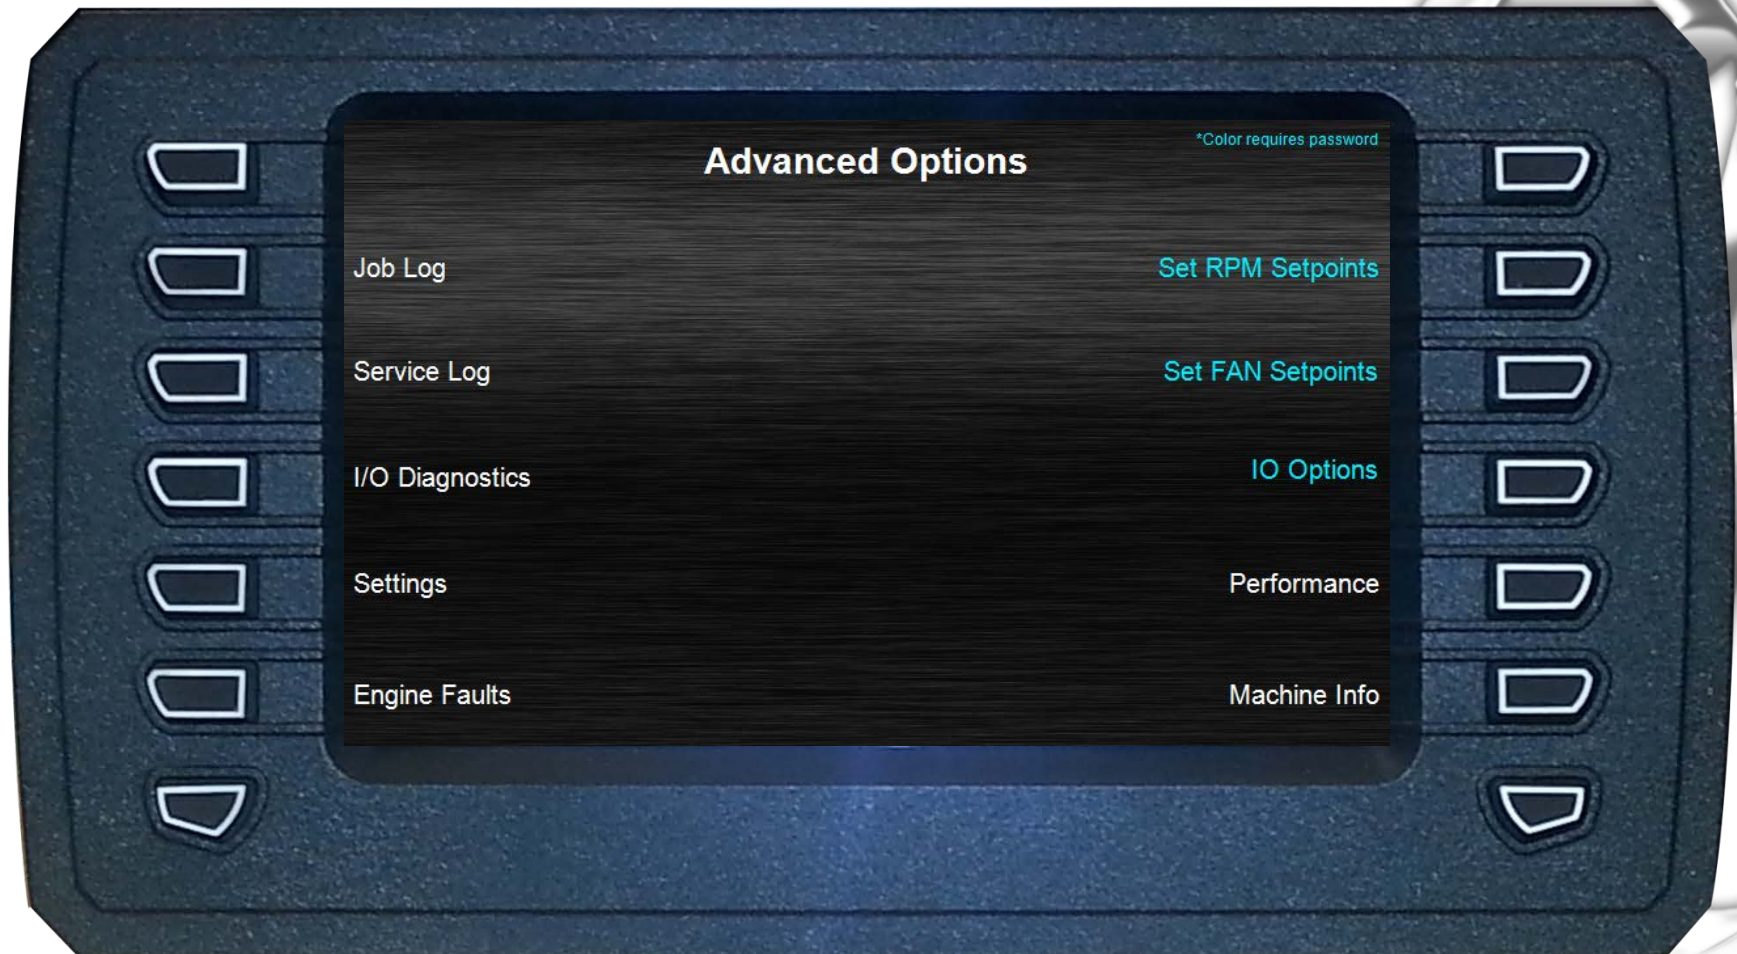 *Color requires password
Advanced Options
Job Log
Set RPM Setpoints
Service Log
Set FAN Setpoints
I/O Diagnostics
IO Options
Settings
Performance
Engine Faults
Machine Info